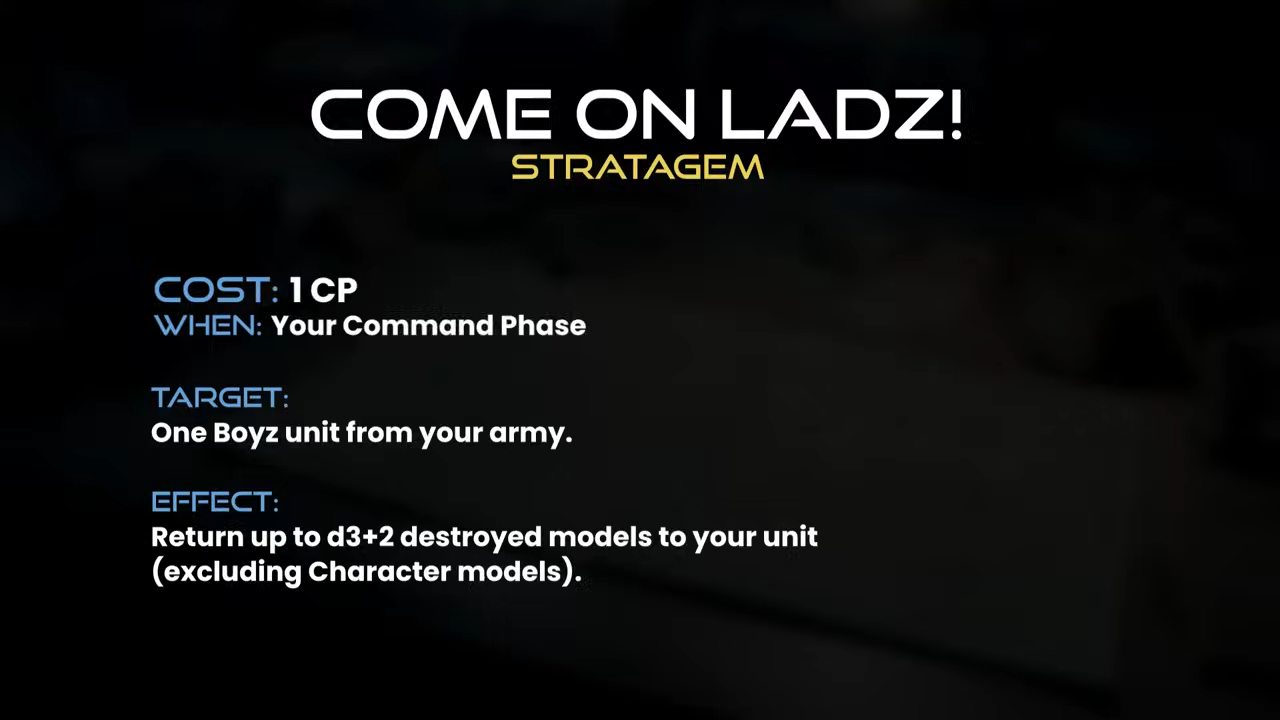 COME ON LADZ!
STRATAGEM
COST: 1 CP
WHEN: Your Command Phase
TARGET:
One Boyz unit from your army.
EFFECT:
Return up to d3+2 destroyed models to your unit
(excluding Character models).